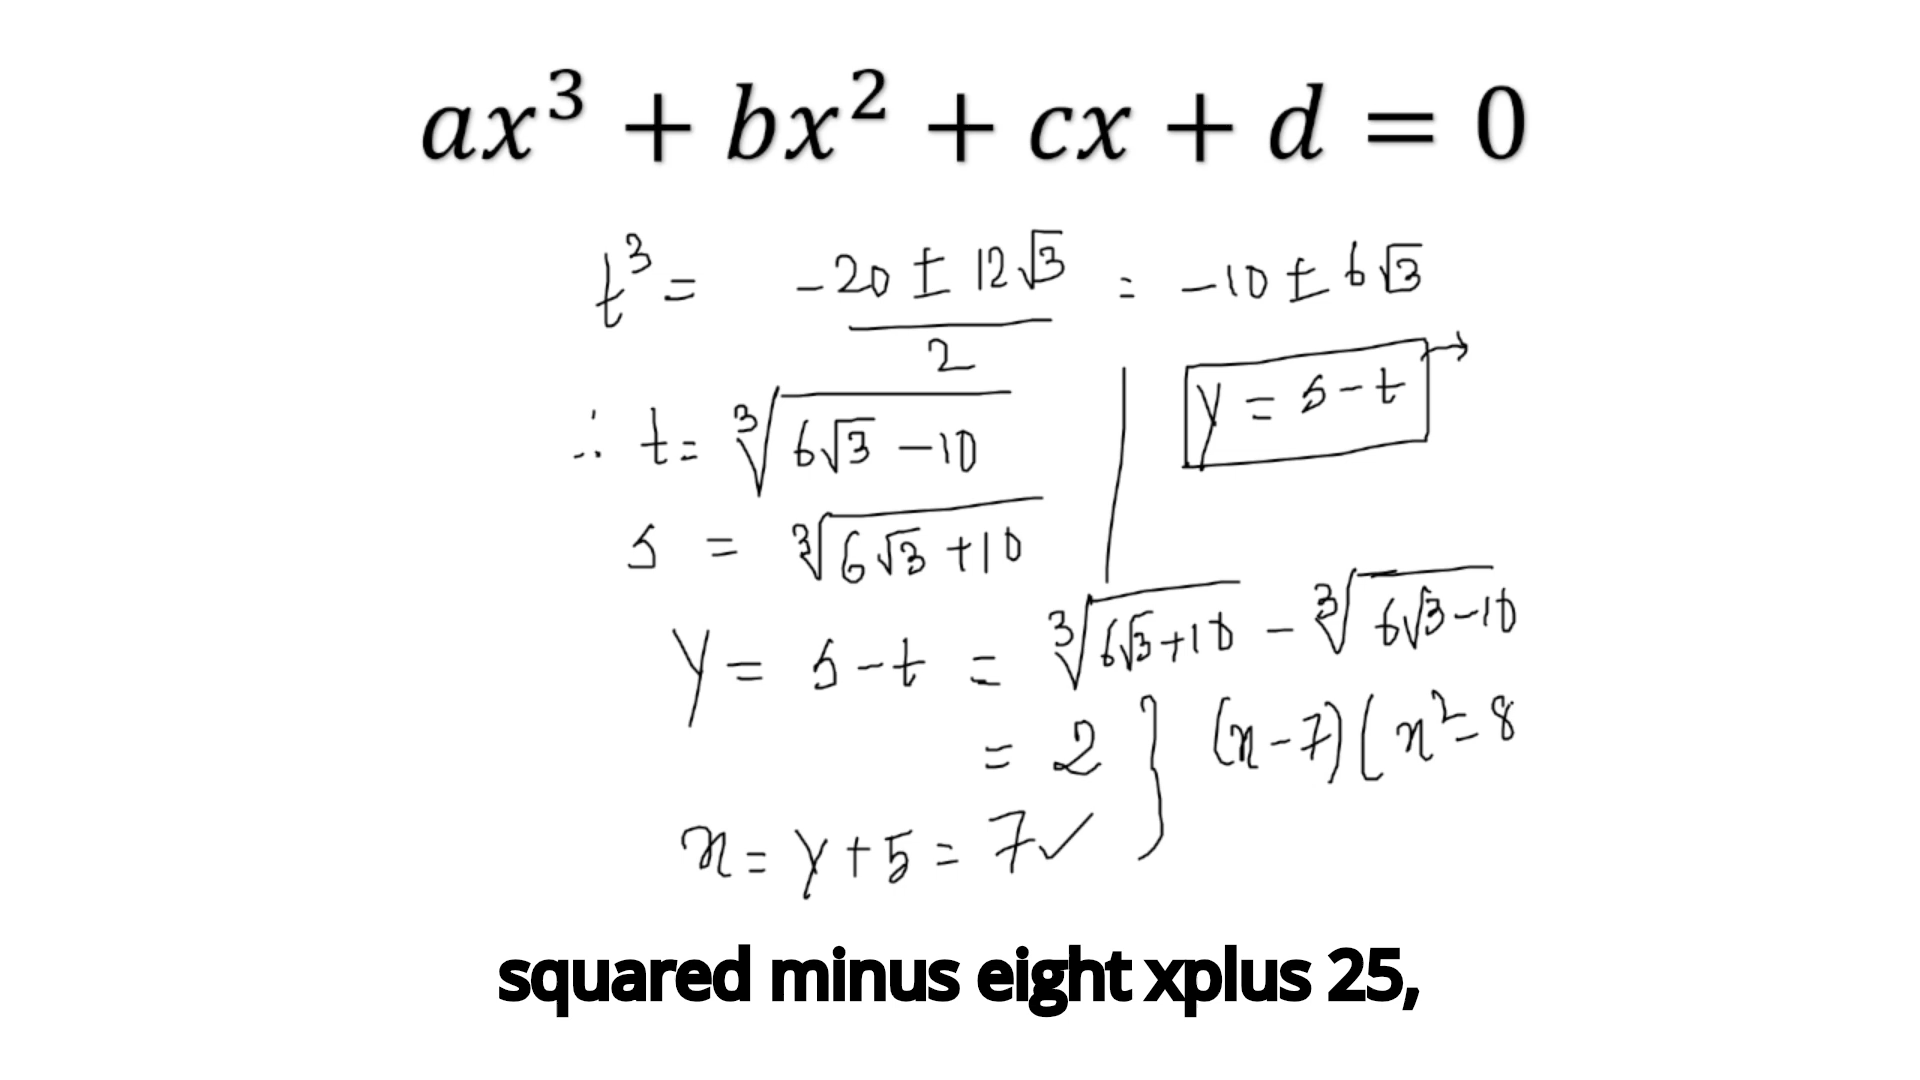 ax³ + bx² + cx + d = 0
t³ = (-20 ± 12√3)/2 = -10 ± 6√3
∴ t = ∛(6√3 - 10)
y = s - t →
s = ∛(6√3 + 10)
y = s - t = ∛(6√3 + 10) - ∛(6√3 - 10)
= 2 } (x - 7)(x² = 8
x = y + 5 = 7 ✓
squared minus eight xplus 25,